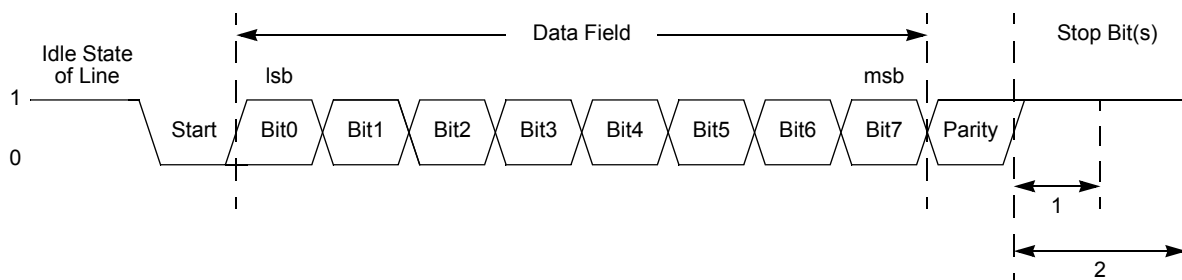 Data Field
Stop Bit(s)
Idle State
of Line
lsb
msb
1
Start
Bit0
Bit1
Bit2
Bit3
Bit4
Bit5
Bit6
Bit7
Parity
0
1
2